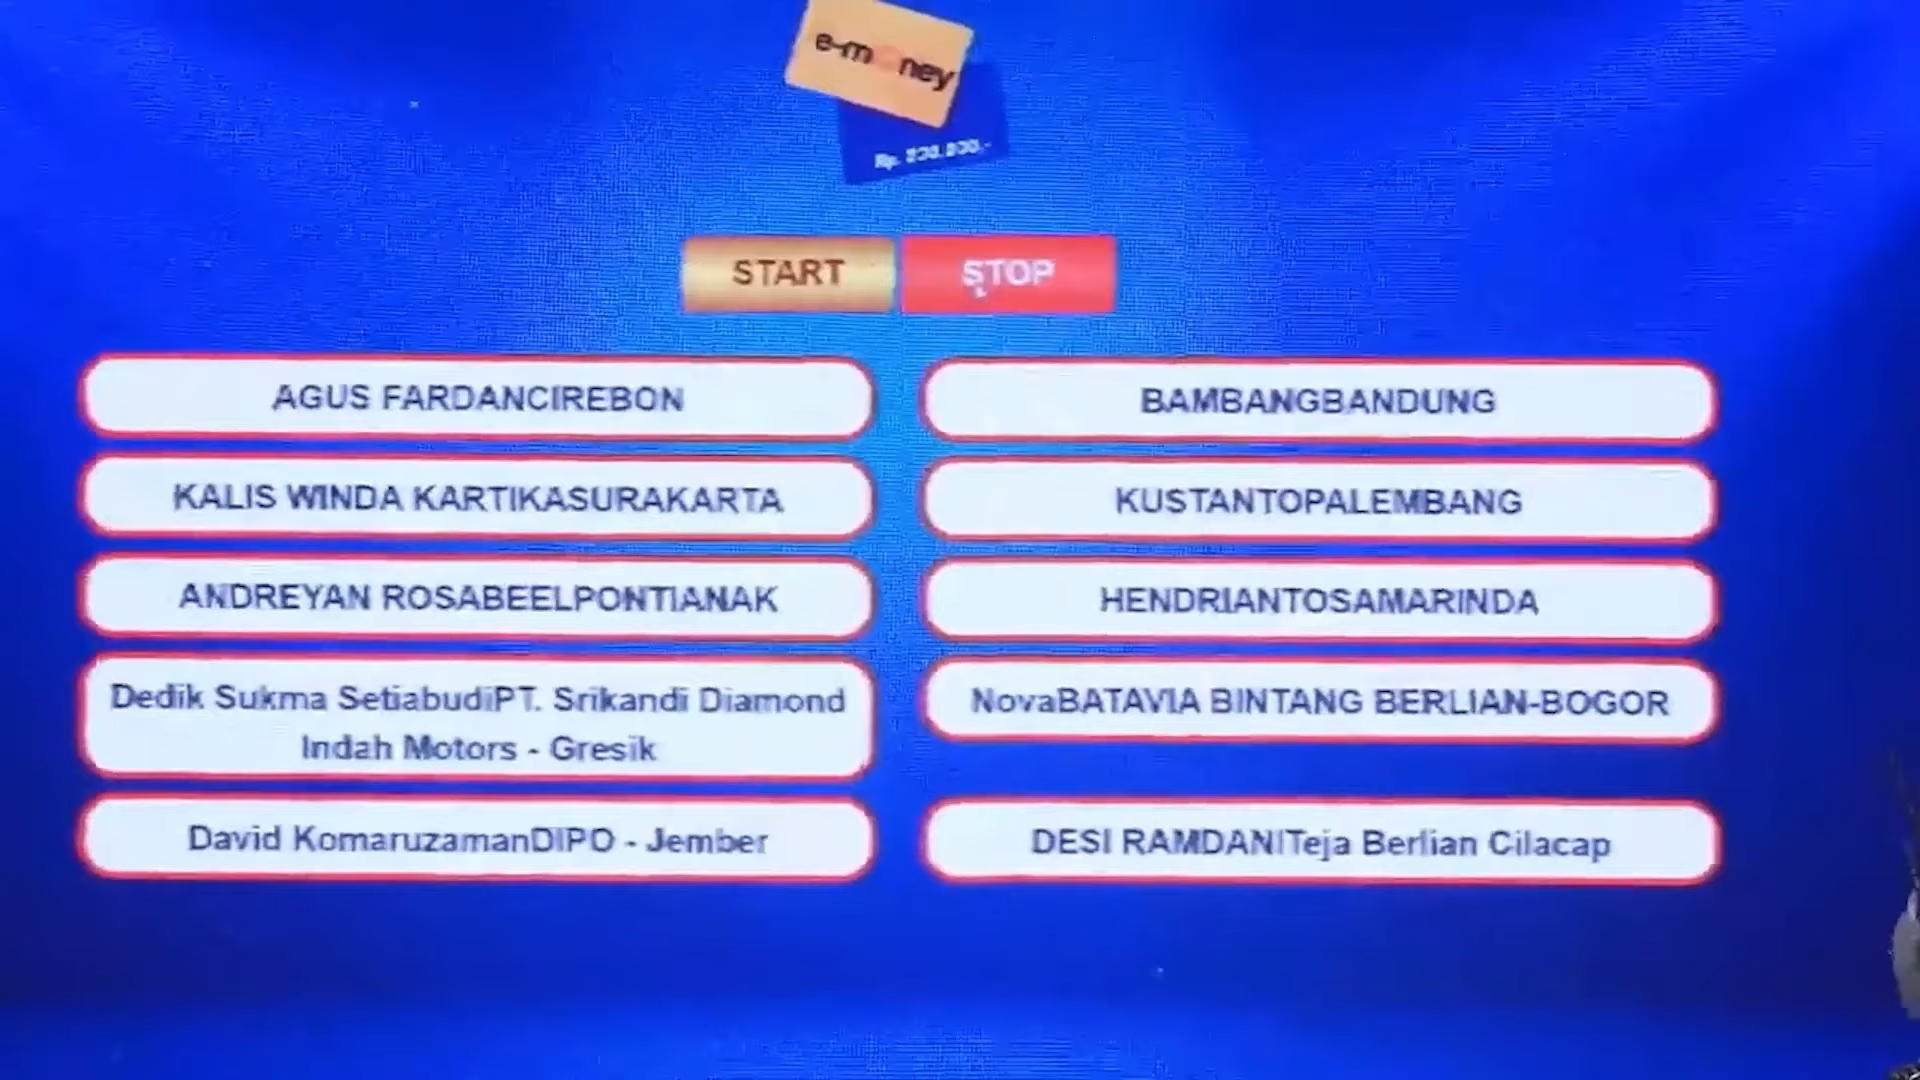 e-money
Rp.
START
STOP
AGUS FARDANCIREBON
BAMBANGBANDUNG
KALIS WINDA KARTIKASURAKARTA
KUSTANTOPALEMBANG
ANDREYAN ROSABEELPONTIANAK
HENDRIANTOSAMARINDA
Dedik Sukma SetiabudiPT. Srikandi Diamond
Indah Motors - Gresik
NovaBATAVIA BINTANG BERLIAN-BOGOR
David KomaruzamanDIPO - Jember
DESI RAMDANITeja Berlian Cilacap